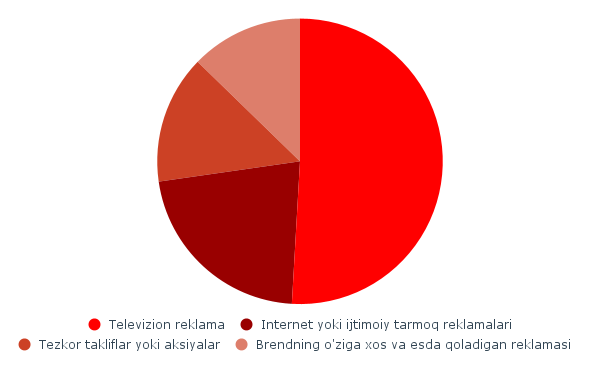 Televizion reklama Internet yoki ijtimoiy tarmoq reklamalari
Tezkor takliflar yoki aksiyalar Brendning o'ziga xos va esda qoladigan reklamasi